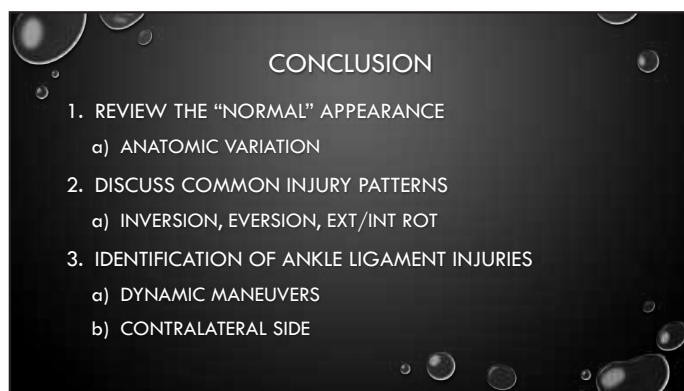 CONCLUSION
1. REVIEW THE “NORMAL” APPEARANCE
a) ANATOMIC VARIATION
2. DISCUSS COMMON INJURY PATTERNS
a) INVERSION, EVERSION, EXT/INT ROT
3. IDENTIFICATION OF ANKLE LIGAMENT INJURIES
a) DYNAMIC MANEUVERS
b) CONTRALATERAL SIDE